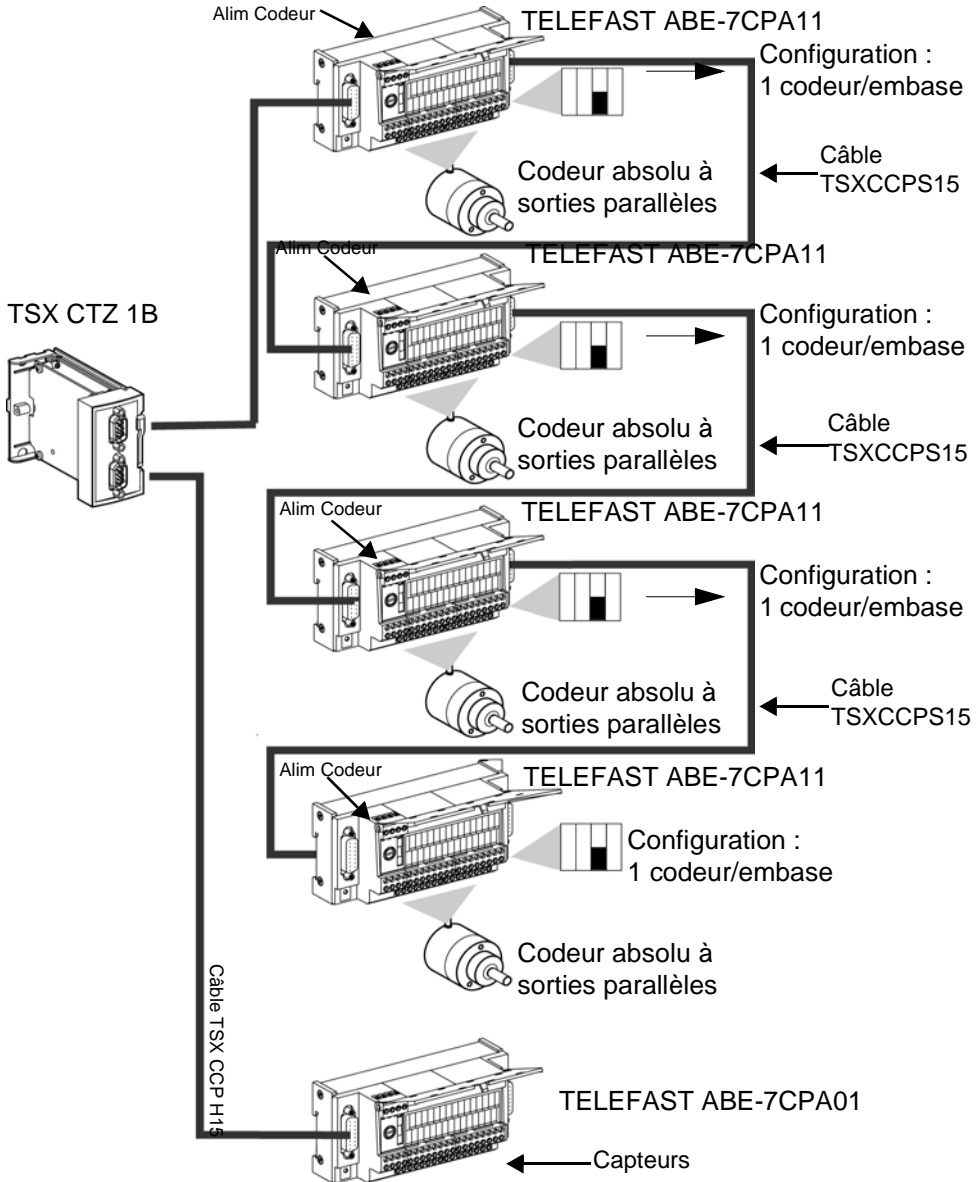 Alim Codeur
TELEFAST ABE-7CPA11
Configuration :
1 codeur/embase
Câble
TSXCCPS15
Codeur absolu à
sorties parallèles
Alim Codeur
TELEFAST ABE-7CPA11
TSX CTZ 1B
Configuration :
1 codeur/embase
Câble
TSXCCPS15
Codeur absolu à
sorties parallèles
Alim Codeur
TELEFAST ABE-7CPA11
Configuration :
1 codeur/embase
Câble
TSXCCPS15
Codeur absolu à
sorties parallèles
Alim Codeur
TELEFAST ABE-7CPA11
Configuration :
1 codeur/embase
Codeur absolu à
sorties parallèles
Câble TSX CCP H15
TELEFAST ABE-7CPA01
Capteurs